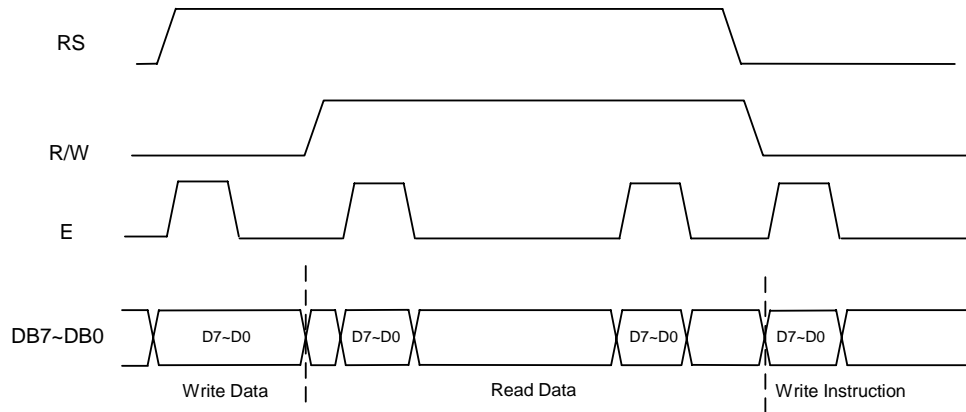 RS
R/W
E
DB7~DB0 D7~D0 D7~D0 D7~D0 D7~D0
Write Data Read Data Write Instruction